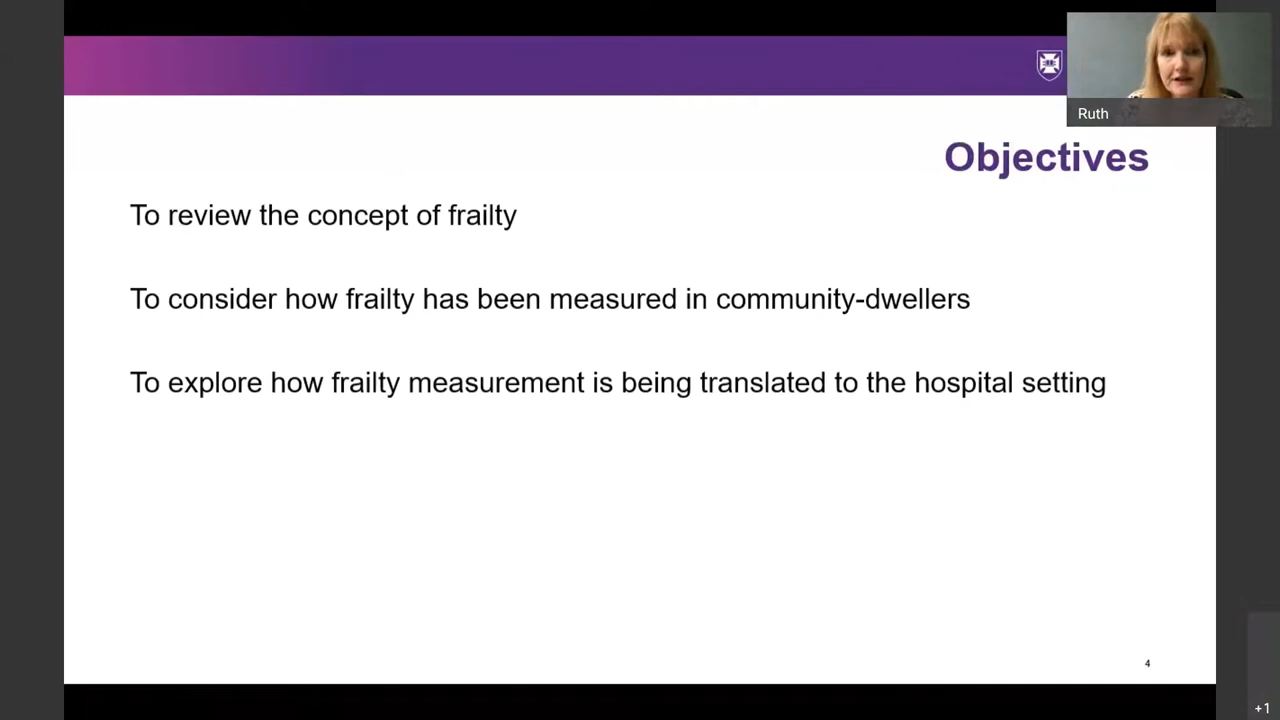 Ruth
Objectives
To review the concept of frailty
To consider how frailty has been measured in community-dwellers
To explore how frailty measurement is being translated to the hospital setting
4
+1